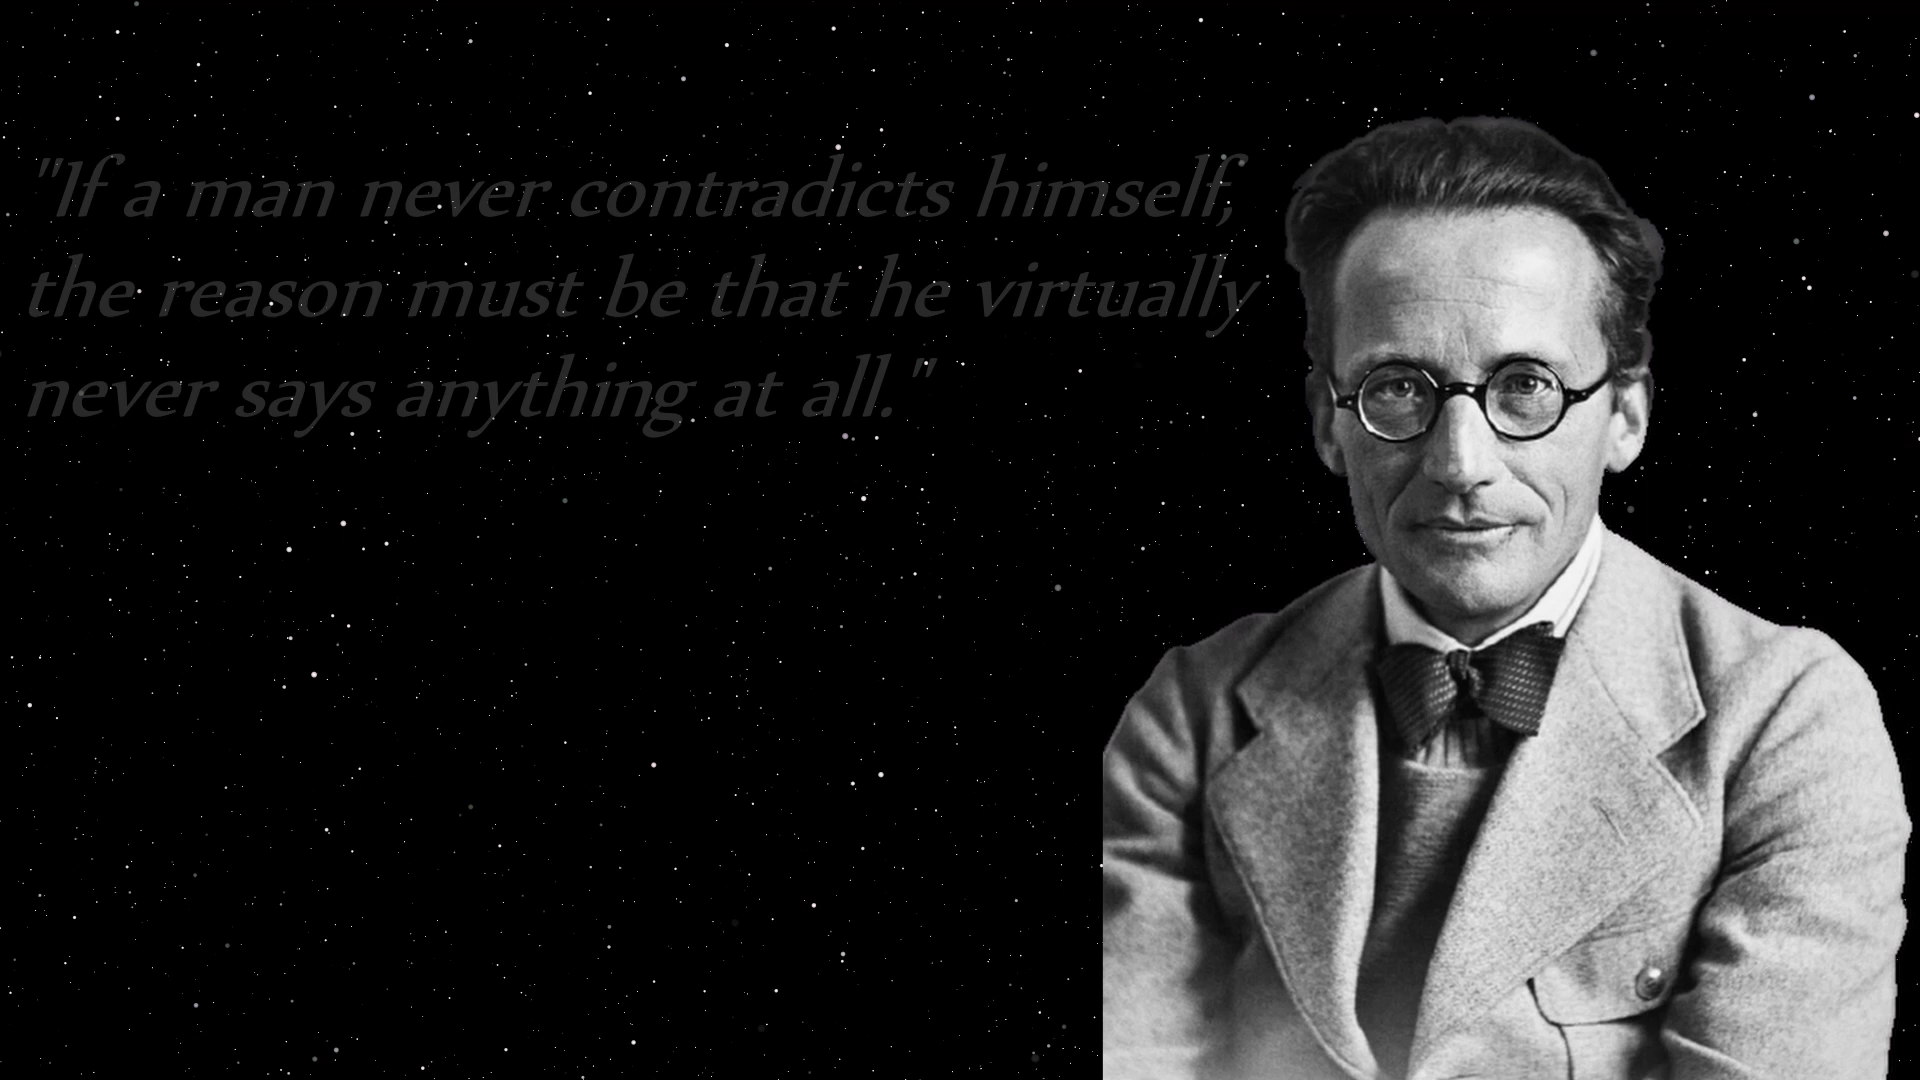 "If a man never contradicts himself,
the reason must be that he virtually
never says anything at all."